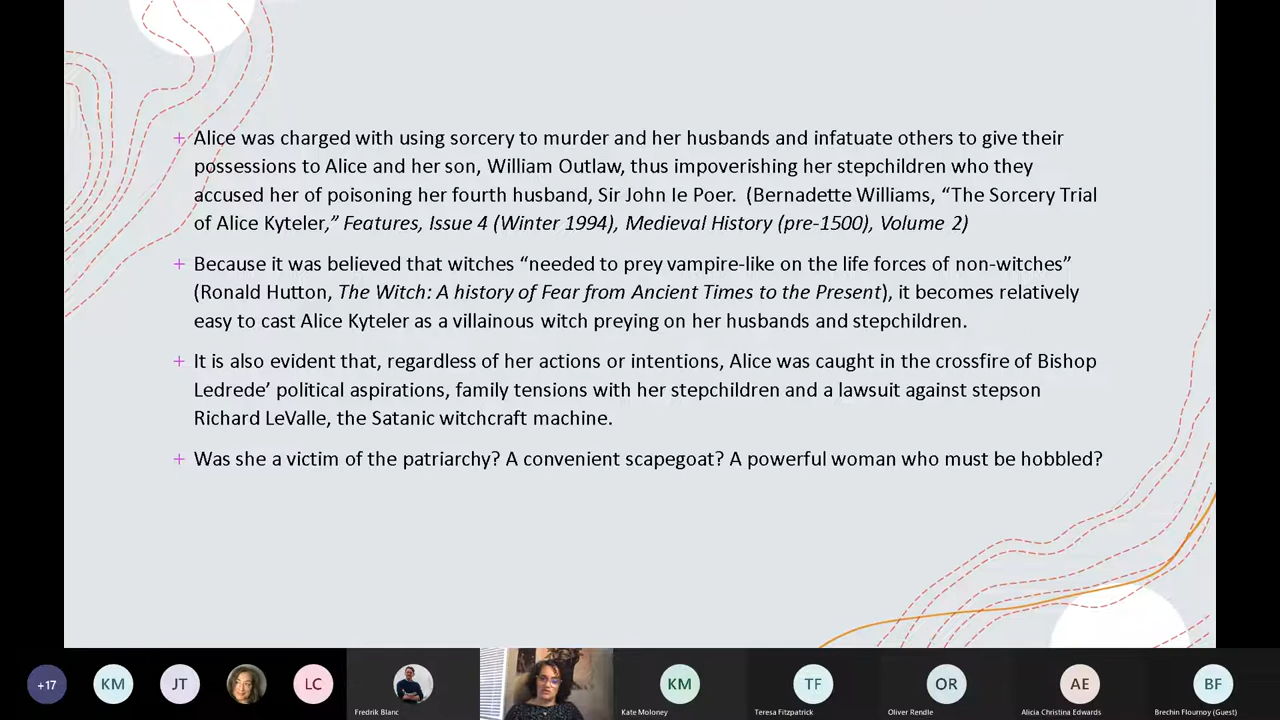 + Alice was charged with using sorcery to murder and her husbands and infatuate others to give their
possessions to Alice and her son, William Outlaw, thus impoverishing her stepchildren who they
accused her of poisoning her fourth husband, Sir John le Poer. (Bernadette Williams, “The Sorcery Trial
of Alice Kyteler,” Features, Issue 4 (Winter 1994), Medieval History (pre-1500), Volume 2)
+ Because it was believed that witches “needed to prey vampire-like on the life forces of non-witches”
(Ronald Hutton, The Witch: A history of Fear from Ancient Times to the Present), it becomes relatively
easy to cast Alice Kyteler as a villainous witch preying on her husbands and stepchildren.
+ It is also evident that, regardless of her actions or intentions, Alice was caught in the crossfire of Bishop
Ledrede’ political aspirations, family tensions with her stepchildren and a lawsuit against stepson
Richard LeValle, the Satanic witchcraft machine.
+ Was she a victim of the patriarchy? A convenient scapegoat? A powerful woman who must be hobbled?
+17 KM JT LC KM TF OR AE BF
Fredrik Blanc Kate Moloney Teresa Fitzpatrick Oliver Rendle Alicia Christina Edwards Brechin Flournoy (Guest)